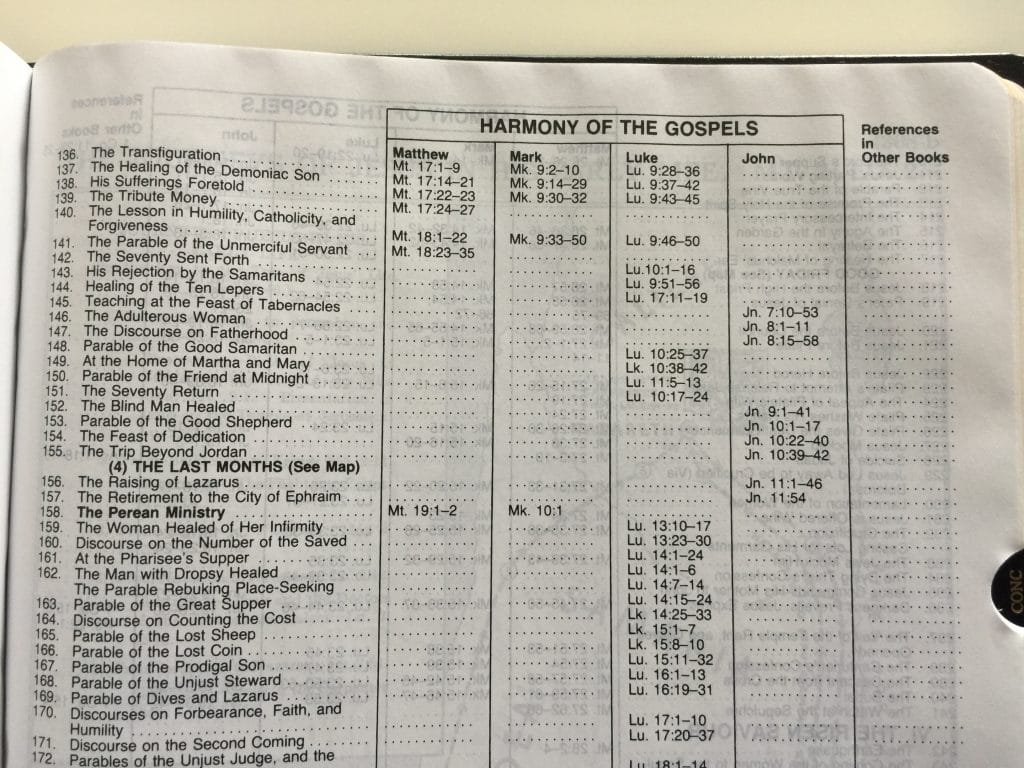 HARMONY OF THE GOSPELS
References
in
Other Books
Matthew Mark Luke John
136. The Transfiguration Mt. 17:1–9 Mk. 9:2–10 Lu. 9:28–36
137. The Healing of the Demoniac Son Mt. 17:14–21 Mk. 9:14–29 Lu. 9:37–42
138. His Sufferings Foretold Mt. 17:22–23 Mk. 9:30–32 Lu. 9:43–45
139. The Tribute Money Mt. 17:24–27
140. The Lesson in Humility, Catholicity, and
Forgiveness Mt. 18:1–22 Mk. 9:33–50 Lu. 9:46–50
141. The Parable of the Unmerciful Servant Mt. 18:23–35
142. The Seventy Sent Forth Lu.10:1–16
143. His Rejection by the Samaritans Lu. 9:51–56
144. Healing of the Ten Lepers Lu. 17:11–19
145. Teaching at the Feast of Tabernacles Jn. 7:10–53
146. The Adulterous Woman Jn. 8:1–11
147. The Discourse on Fatherhood Jn. 8:15–58
148. Parable of the Good Samaritan Lu. 10:25–37
149. At the Home of Martha and Mary Lk. 10:38–42
150. Parable of the Friend at Midnight Lu. 11:5–13
151. The Seventy Return Lu. 10:17–24
152. The Blind Man Healed Jn. 9:1–41
153. Parable of the Good Shepherd Jn. 10:1–17
154. The Feast of Dedication Jn. 10:22–40
155. The Trip Beyond Jordan Jn. 10:39–42
(4) THE LAST MONTHS (See Map)
156. The Raising of Lazarus Jn. 11:1–46
157. The Retirement to the City of Ephraim Jn. 11:54
158. The Perean Ministry Mt. 19:1–2 Mk. 10:1
159. The Woman Healed of Her Infirmity Lu. 13:10–17
160. Discourse on the Number of the Saved Lu. 13:23–30
161. At the Pharisee's Supper Lu. 14:1–24
162. The Man with Dropsy Healed Lu. 14:1–6
The Parable Rebuking Place-Seeking Lu. 14:7–14
163. Parable of the Great Supper Lu. 14:15–24
164. Discourse on Counting the Cost Lk. 14:25–33
165. Parable of the Lost Sheep Lk. 15:1–7
166. Parable of the Lost Coin Lk. 15:8–10
167. Parable of the Prodigal Son Lu. 15:11–32
168. Parable of the Unjust Steward Lu. 16:1–13
169. Parable of Dives and Lazarus Lu. 16:19–31
170. Discourses on Forbearance, Faith, and
Humility Lu. 17:1–10
171. Discourse on the Second Coming Lu. 17:20–37
172. Parables of the Unjust Judge, and the
Lu. 18:1–14
CONC